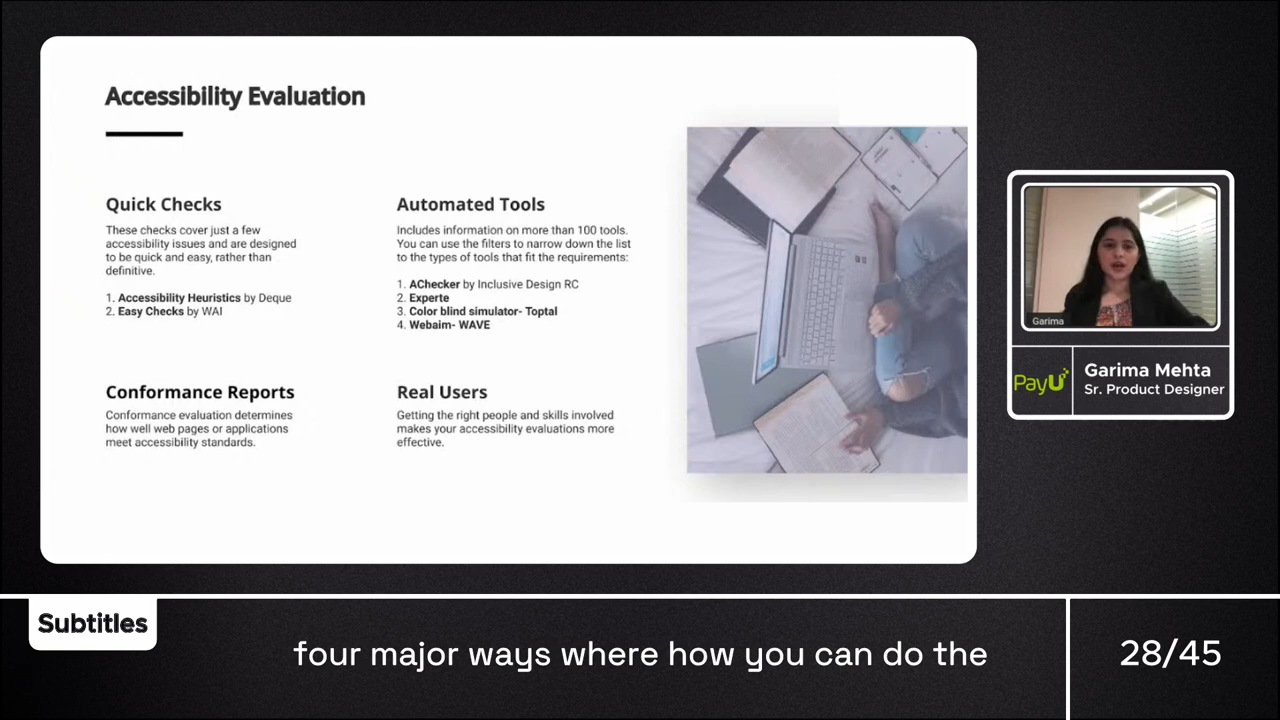 Accessibility Evaluation
Quick Checks
These checks cover just a few
accessibility issues and are designed
to be quick and easy, rather than
definitive.
1. Accessibility Heuristics by Deque
2. Easy Checks by WAI
Automated Tools
Includes information on more than 100 tools.
You can use the filters to narrow down the list
to the types of tools that fit the requirements:
1. AChecker by Inclusive Design RC
2. Experte
3. Color blind simulator- Toptal
4. Webaim- WAVE
Conformance Reports
Conformance evaluation determines
how well web pages or applications
meet accessibility standards.
Real Users
Getting the right people and skills involved
makes your accessibility evaluations more
effective.
Garima
PayU
Garima Mehta
Sr. Product Designer
Subtitles
four major ways where how you can do the
28/45